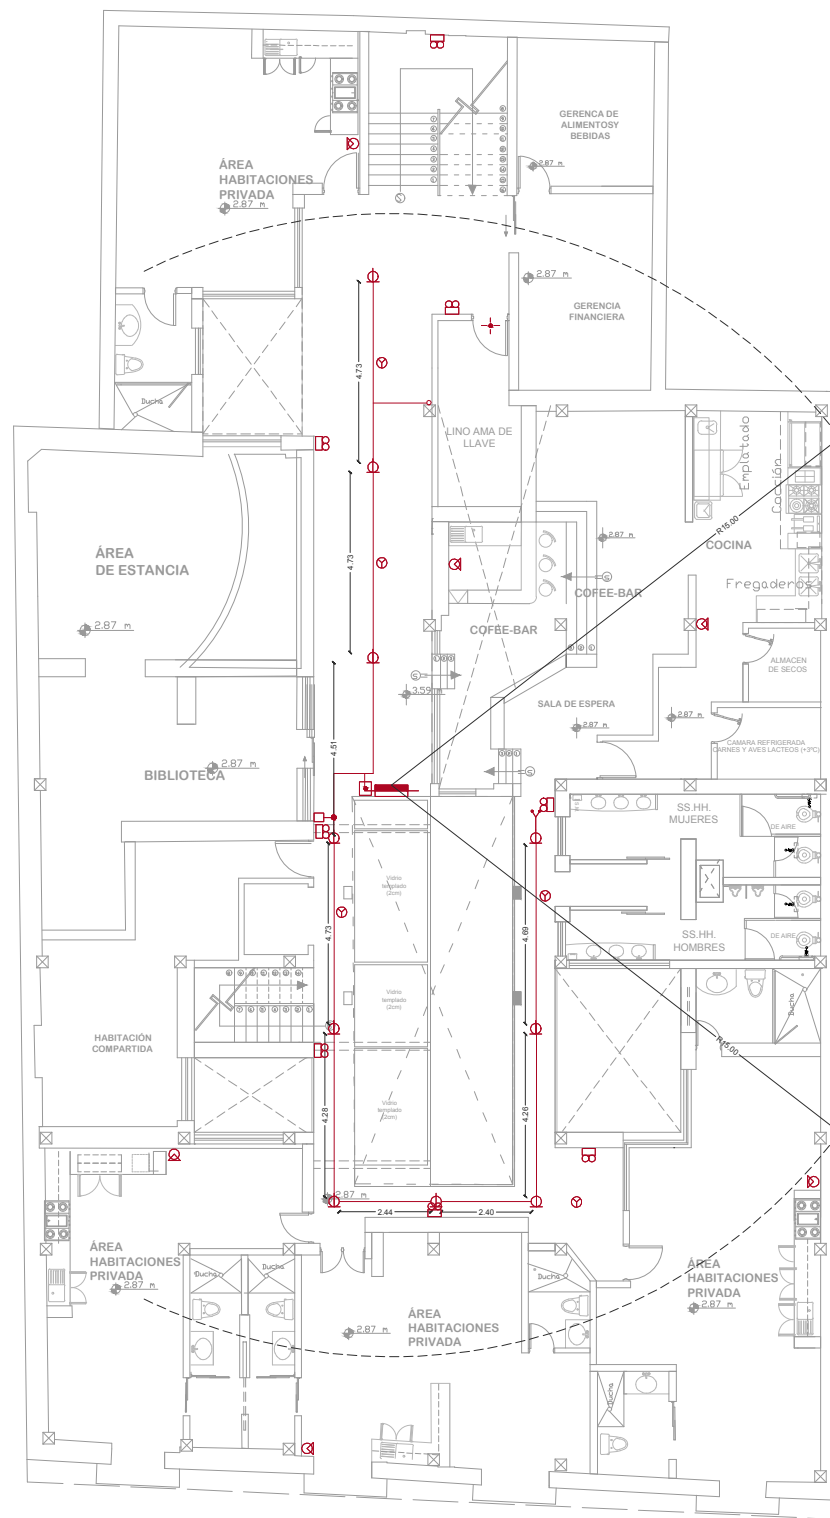 GERENCA DE
ALIMENTOSY
BEBIDAS
2.87 m
ÁREA
HABITACIONES
PRIVADA
2.87 m
2.87 m
GERENCIA
FINANCIERA
4.73
Ducha
LINO AMA DE
LLAVE
Emplatado
Cocción
R15.00
ÁREA
DE ESTANCIA
4.73
2.87 m
COCINA
Fregaderos
S
COFEE-BAR
COFEE-BAR
2.87 m
ALMACEN
DE SECOS
S
3.59 m
SALA DE ESPERA
2.87 m
2.87 m
4.51
CAMARA REFRIGERADA
CARNES Y AVES LACTEOS (+3ºC)
BIBLIOTECA
2.87 m
S
SS.HH.
MUJERES
DE AIRE
Vidrio
templado
(2cm)
4.73
4.69
SS.HH.
HOMBRES
DE AIRE
Vidrio
templado
(2cm)
Ducha
HABITACIÓN
COMPARTIDA
R15.00
4.28
4.26
Vidrio
templado
(2cm)
2.87 m
2.44
2.40
ÁREA
HABITACIONES
PRIVADA
2.87 m
Ducha
Ducha
Ducha
ÁREA
HABITACIONES
PRIVADA
2.87 m
ÁREA
HABITACIONES
PRIVADA
2.87 m
Ducha